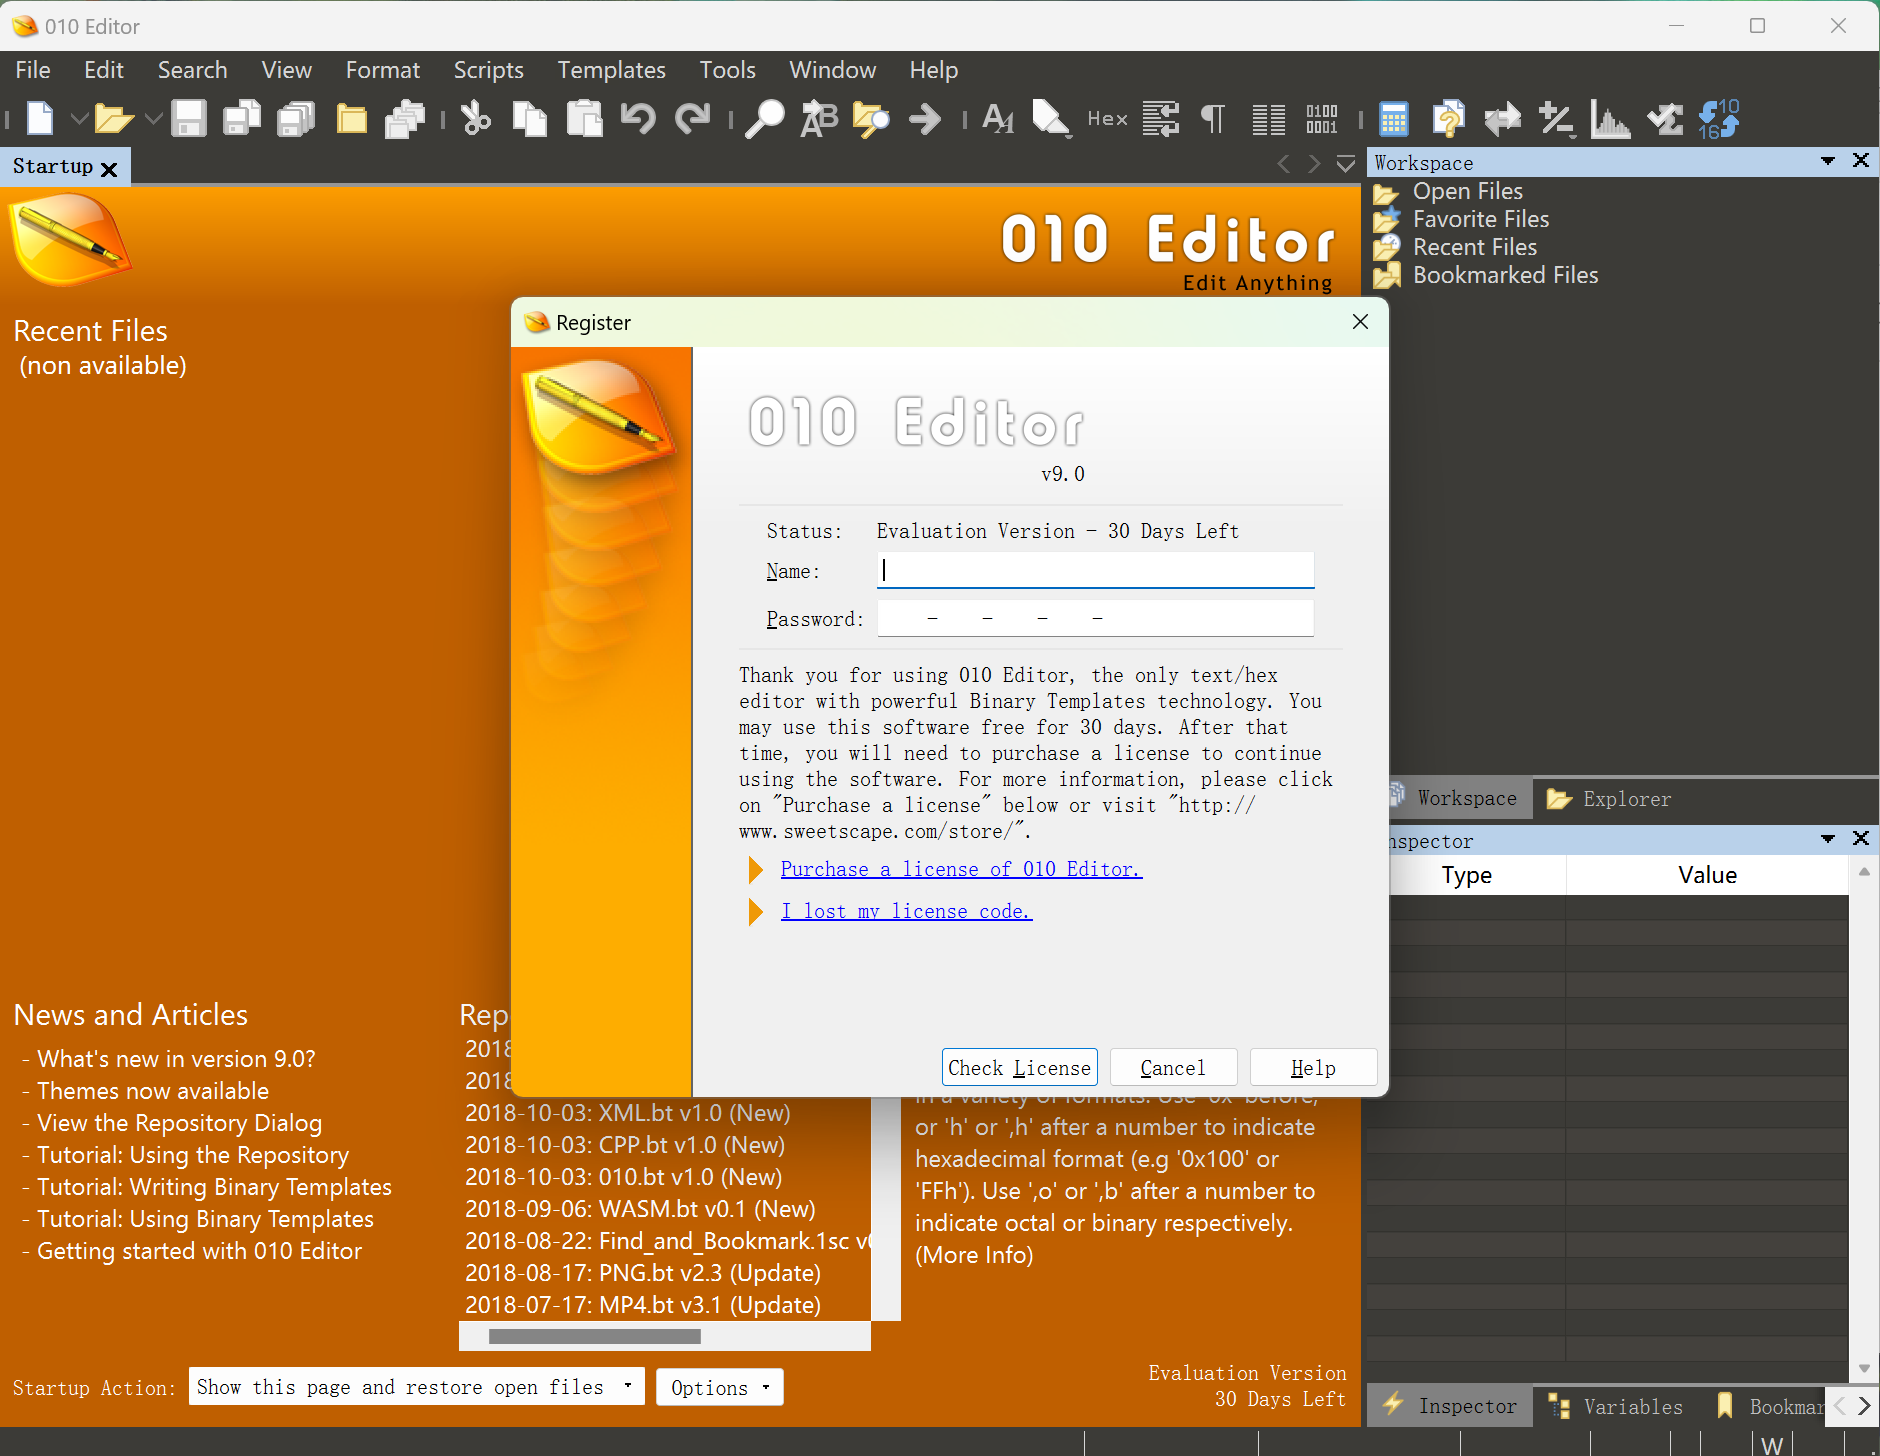 010 Editor
File Edit Search View Format Scripts Templates Tools Window Help
Hex
Startup
010 Editor
Edit Anything
Recent Files
(non available)
Workspace
Open Files
Favorite Files
Recent Files
Bookmarked Files
Register
010 Editor
v9.0
Status: Evaluation Version - 30 Days Left
Name:
Password: - - - -
Thank you for using 010 Editor, the only text/hex
editor with powerful Binary Templates technology. You
may use this software free for 30 days. After that
time, you will need to purchase a license to continue
using the software. For more information, please click
on "Purchase a license" below or visit "http://
www.sweetscape.com/store/".
Purchase a license of 010 Editor.
I lost my license code.
Check License Cancel Help
Workspace Explorer
nspector
Type Value
News and Articles
- What's new in version 9.0?
- Themes now available
- View the Repository Dialog
- Tutorial: Using the Repository
- Tutorial: Writing Binary Templates
- Tutorial: Using Binary Templates
- Getting started with 010 Editor
Rep
2018
2018
2018-10-03: XML.bt v1.0 (New)
2018-10-03: CPP.bt v1.0 (New)
2018-10-03: 010.bt v1.0 (New)
2018-09-06: WASM.bt v0.1 (New)
2018-08-22: Find_and_Bookmark.1sc v
2018-08-17: PNG.bt v2.3 (Update)
2018-07-17: MP4.bt v3.1 (Update)
in a variety of formats. Use '0x' before,
or 'h' or ',h' after a number to indicate
hexadecimal format (e.g '0x100' or
'FFh'). Use ',o' or ',b' after a number to
indicate octal or binary respectively.
(More Info)
Startup Action: Show this page and restore open files Options
Evaluation Version
30 Days Left
Inspector Variables Bookmar
W